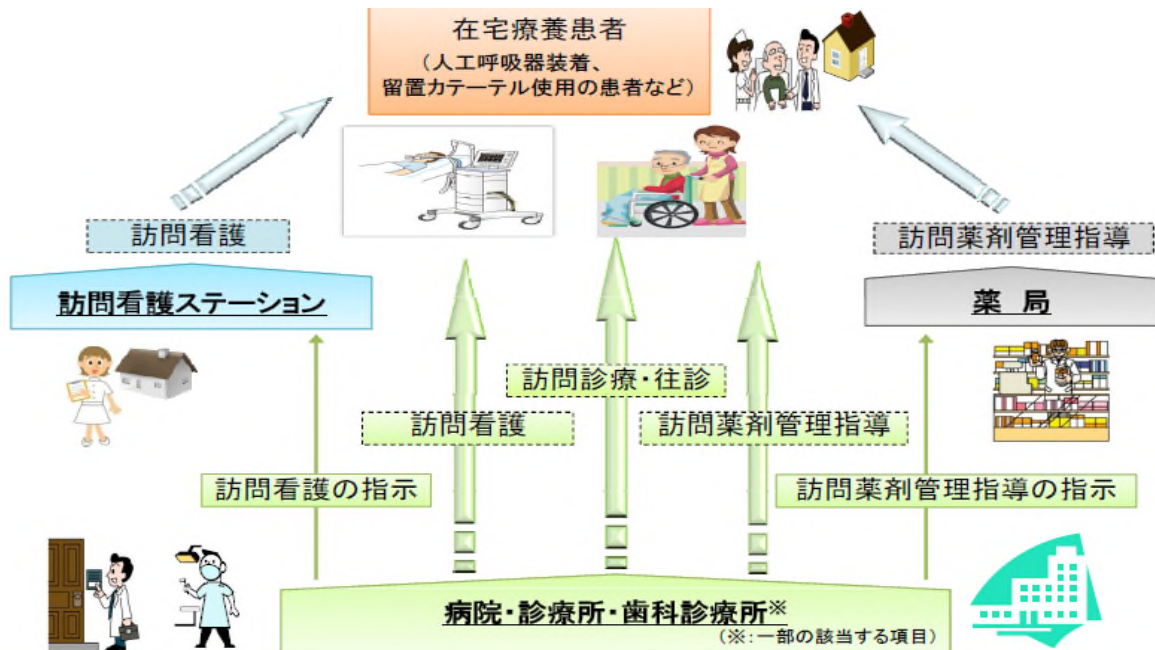 在宅療養患者
（人工呼吸器装着、
留置カテーテル使用の患者など）
訪問看護
訪問薬剤管理指導
訪問看護ステーション
薬 局
訪問診療・往診
訪問看護
訪問薬剤管理指導
訪問看護の指示
訪問薬剤管理指導の指示
病院・診療所・歯科診療所※
（※：一部の該当する項目）